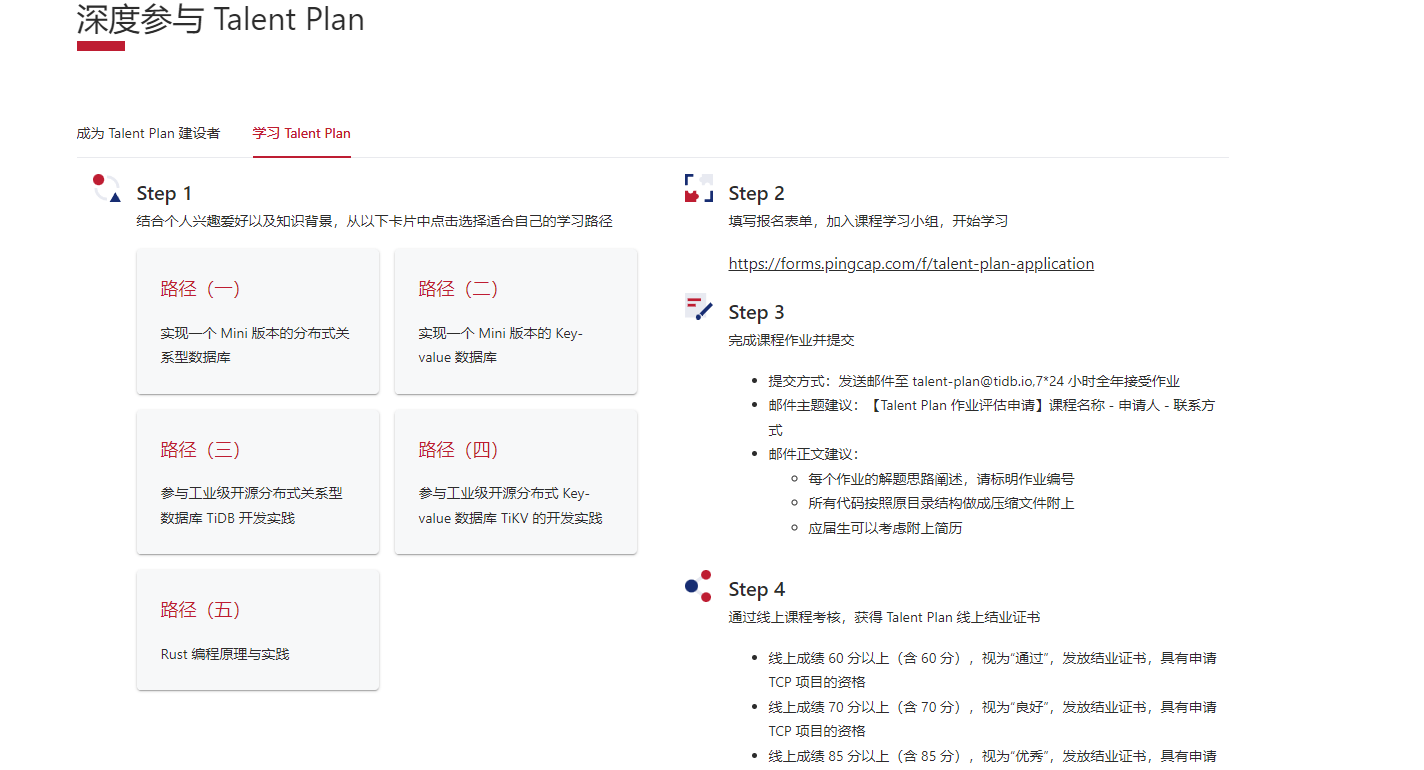 深度参与 Talent Plan
成为 Talent Plan 建设者
学习 Talent Plan
Step 1
结合个人兴趣爱好以及知识背景，从以下卡片中点击选择适合自己的学习路径
路径（一）
实现一个 Mini 版本的分布式关
系型数据库
路径（二）
实现一个 Mini 版本的 Key-
value 数据库
路径（三）
参与工业级开源分布式关系型
数据库 TiDB 开发实践
路径（四）
参与工业级开源分布式 Key-
value 数据库 TiKV 的开发实践
路径（五）
Rust 编程原理与实践
Step 2
填写报名表单，加入课程学习小组，开始学习
https://forms.pingcap.com/f/talent-plan-application
Step 3
完成课程作业并提交
提交方式：发送邮件至 talent-plan@tidb.io,7*24 小时全年接受作业
邮件主题建议：【Talent Plan 作业评估申请】课程名称 - 申请人 - 联系方
式
邮件正文建议：
每个作业的解题思路阐述，请标明作业编号
所有代码按照原目录结构做成压缩文件附上
应届生可以考虑附上简历
Step 4
通过线上课程考核，获得 Talent Plan 线上结业证书
线上成绩 60 分以上（含 60 分），视为“通过”，发放结业证书，具有申请
TCP 项目的资格
线上成绩 70 分以上（含 70 分），视为“良好”，发放结业证书，具有申请
TCP 项目的资格
线上成绩 85 分以上（含 85 分），视为“优秀”，发放结业证书，具有申请